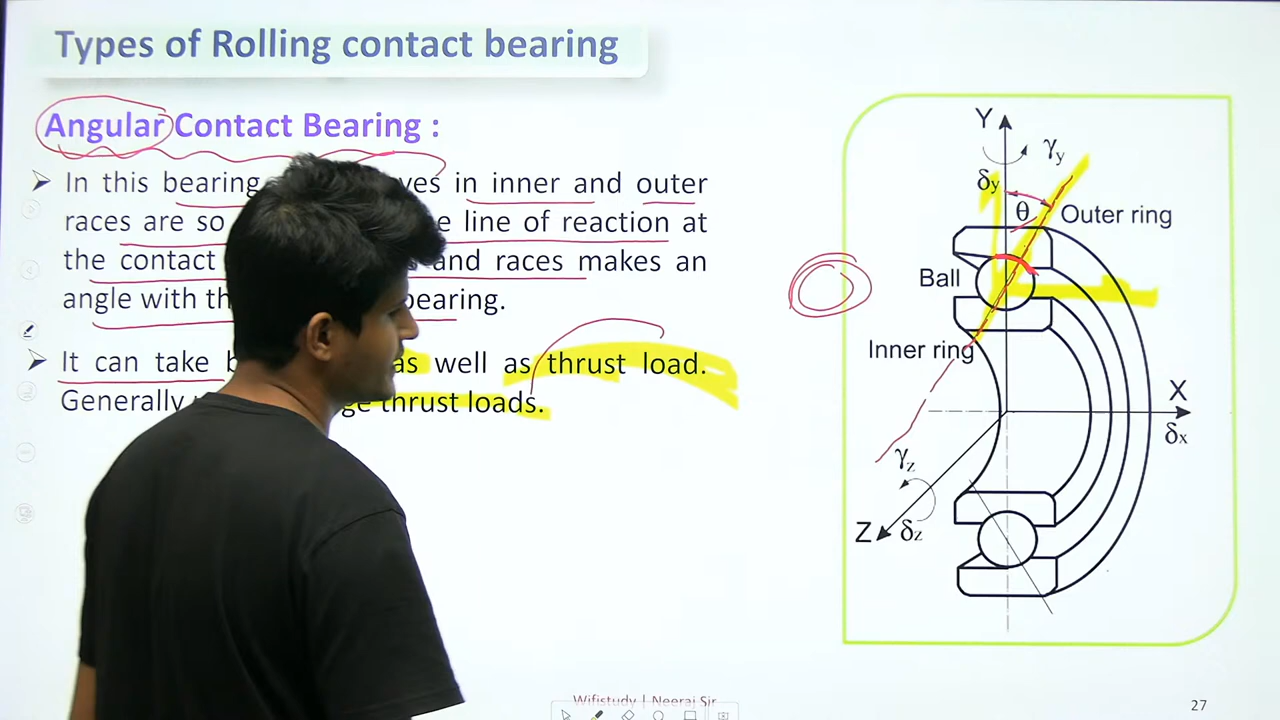 Types of Rolling contact bearing
Angular Contact Bearing :
In this bearing in inner and outer
races are so line of reaction at
the contact and races makes an
angle with th bearing.
It can take as well as thrust load.
Generally thrust loads.
Y
γy
δy
θ
Outer ring
Ball
Inner ring
X
δx
γz
Z
δz
Wifistudy | Neeraj Sir
27